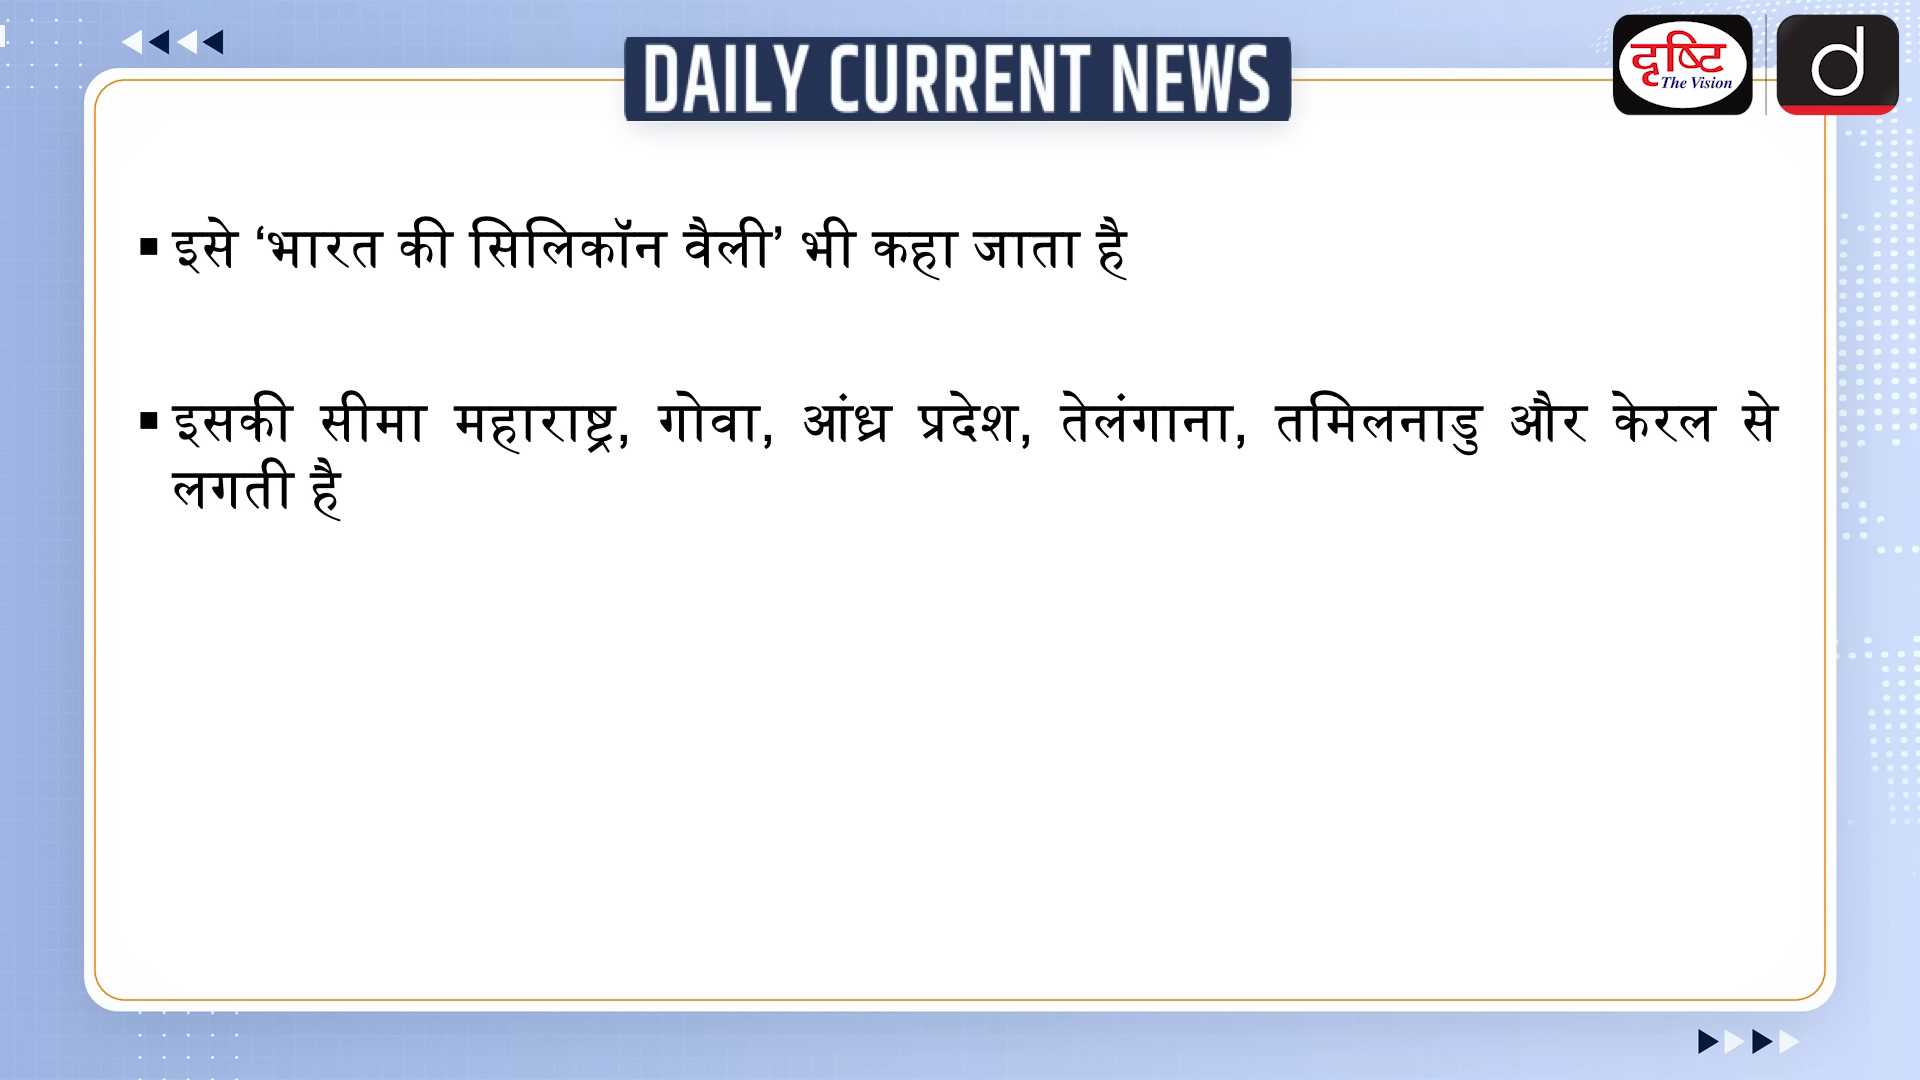 DAILY CURRENT NEWS
दृष्टि
The Vision
d
▪ इसे ‘भारत की सिलिकॉन वैली’ भी कहा जाता है
▪ इसकी सीमा महाराष्ट्र, गोवा, आंध्र प्रदेश, तेलंगाना, तमिलनाडु और केरल से
लगती है